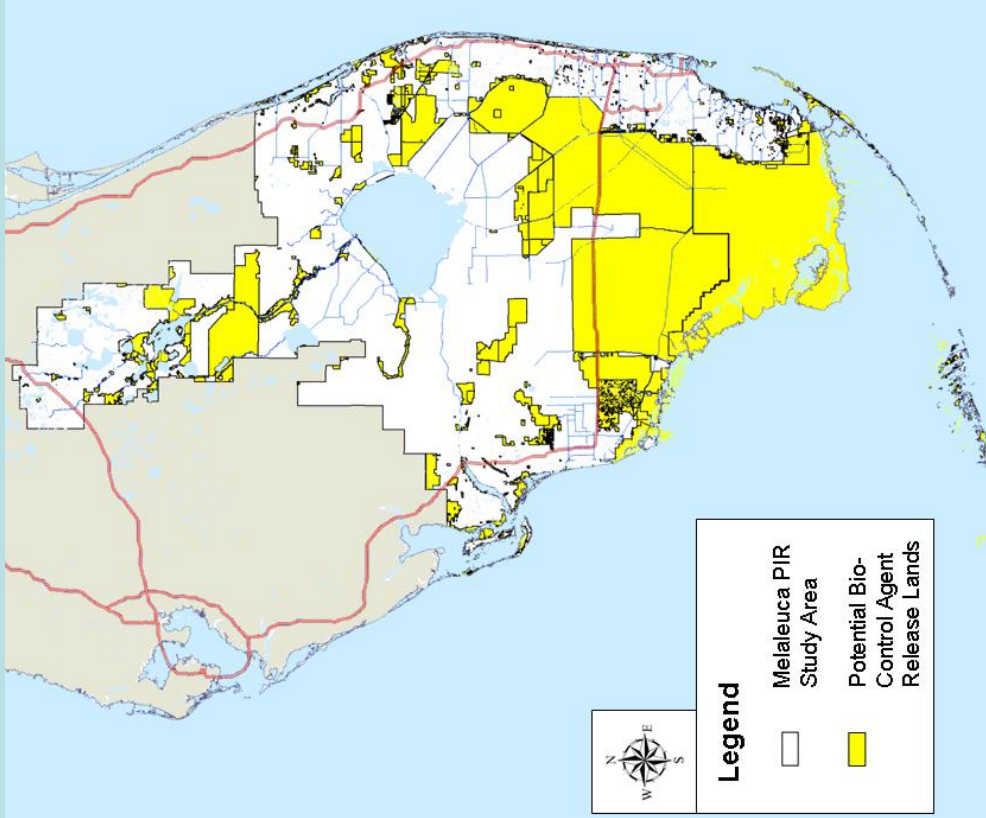 N
W
E
S
Legend
Melaleuca PIR
Study Area
Potential Bio-
Control Agent
Release Lands